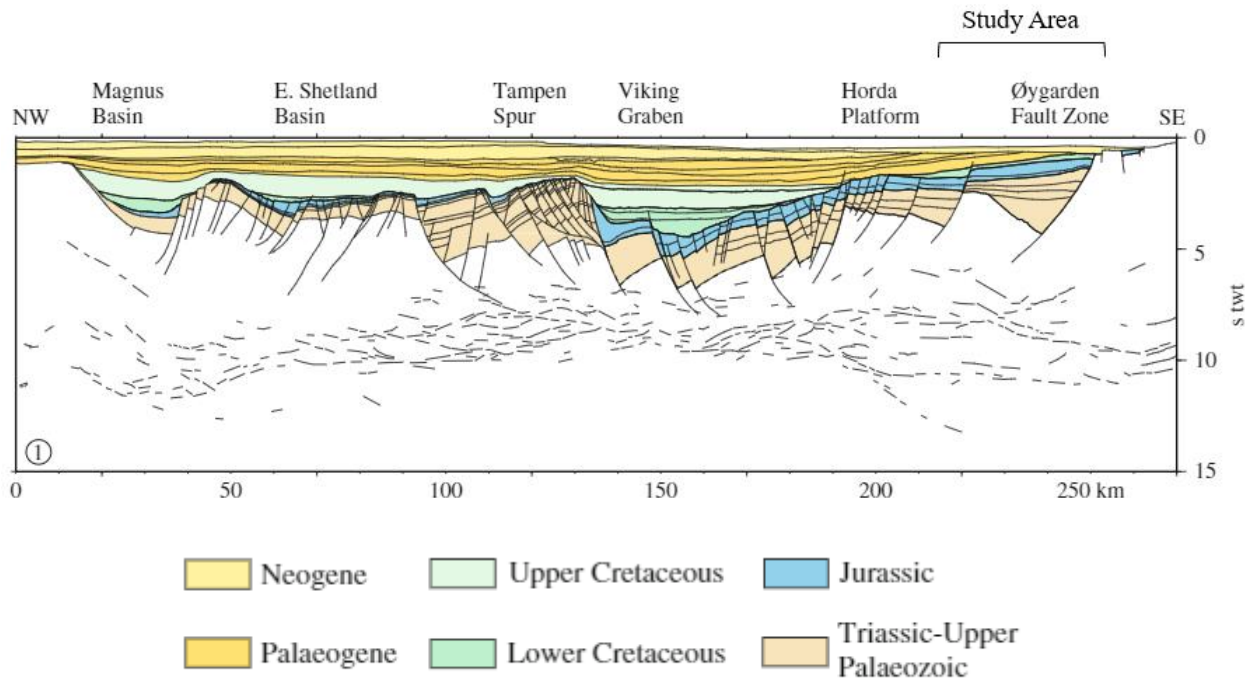 Study Area
Magnus
Basin
E. Shetland
Basin
Tampen
Spur
Viking
Graben
Horda
Platform
Øygarden
Fault Zone
NW
SE
0
5
10
15
s twt
1
0
50
100
150
200
250 km
Neogene
Upper Cretaceous
Jurassic
Palaeogene
Lower Cretaceous
Triassic-Upper
Palaeozoic